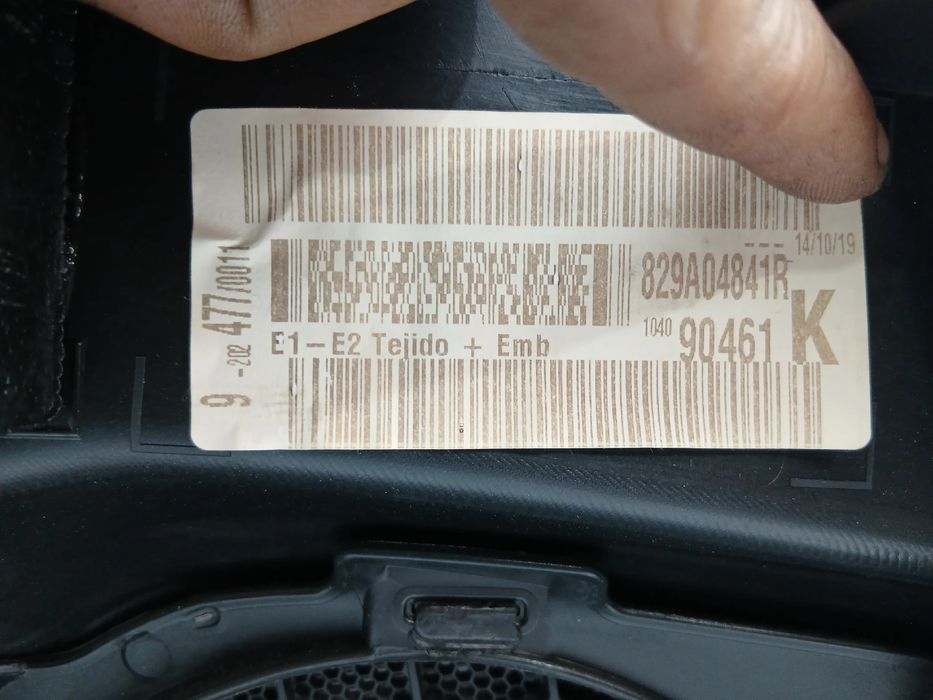 14/10/19
829A04841R
1040 90461 K
E1-E2 Tejido + Emb
9 -202 477/0011